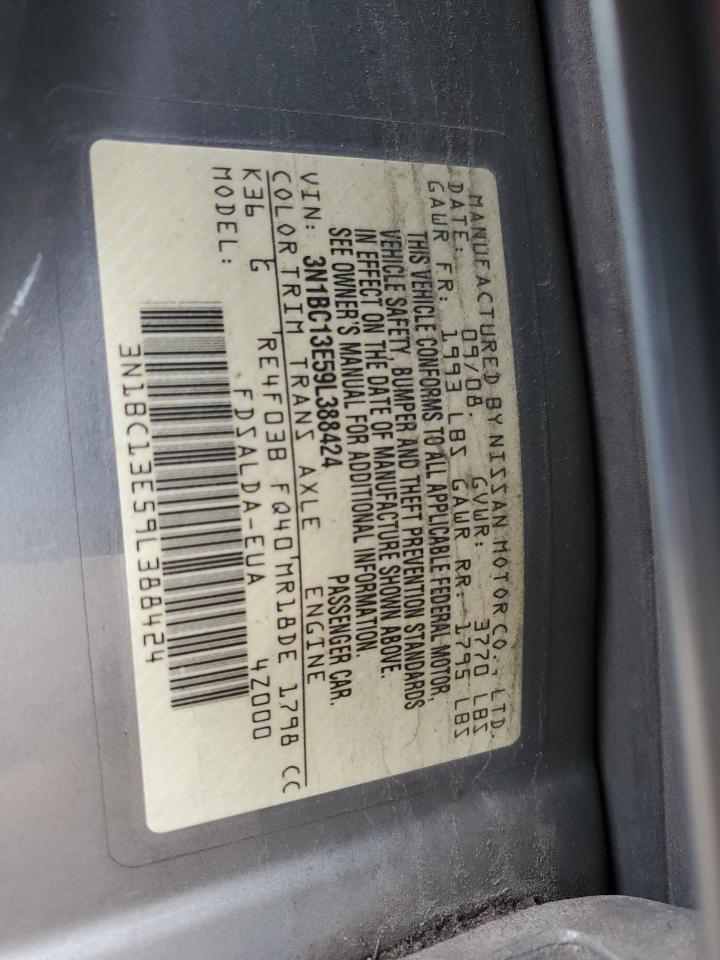 MANUFACTURED BY NISSAN MOTOR CO., LTD.
DATE: 09/08. GVWR: 3770 LBS
GAWR FR: 1993 LBS GAWR RR: 1795 LBS
THIS VEHICLE CONFORMS TO ALL APPLICABLE FEDERAL MOTOR
VEHICLE SAFETY, BUMPER AND THEFT PREVENTION STANDARDS
IN EFFECT ON THE DATE OF MANUFACTURE SHOWN ABOVE.
SEE OWNER'S MANUAL FOR ADDITIONAL INFORMATION.
VIN: 3N1BC13E59L388424 PASSENGER CAR.
COLOR TRIM TRANS AXLE ENGINE
K36 G RE4F03B FQ40 MR18DE 1798 CC
MODEL: FDSALDA-EUA 4Z000
3N1BC13E59L388424